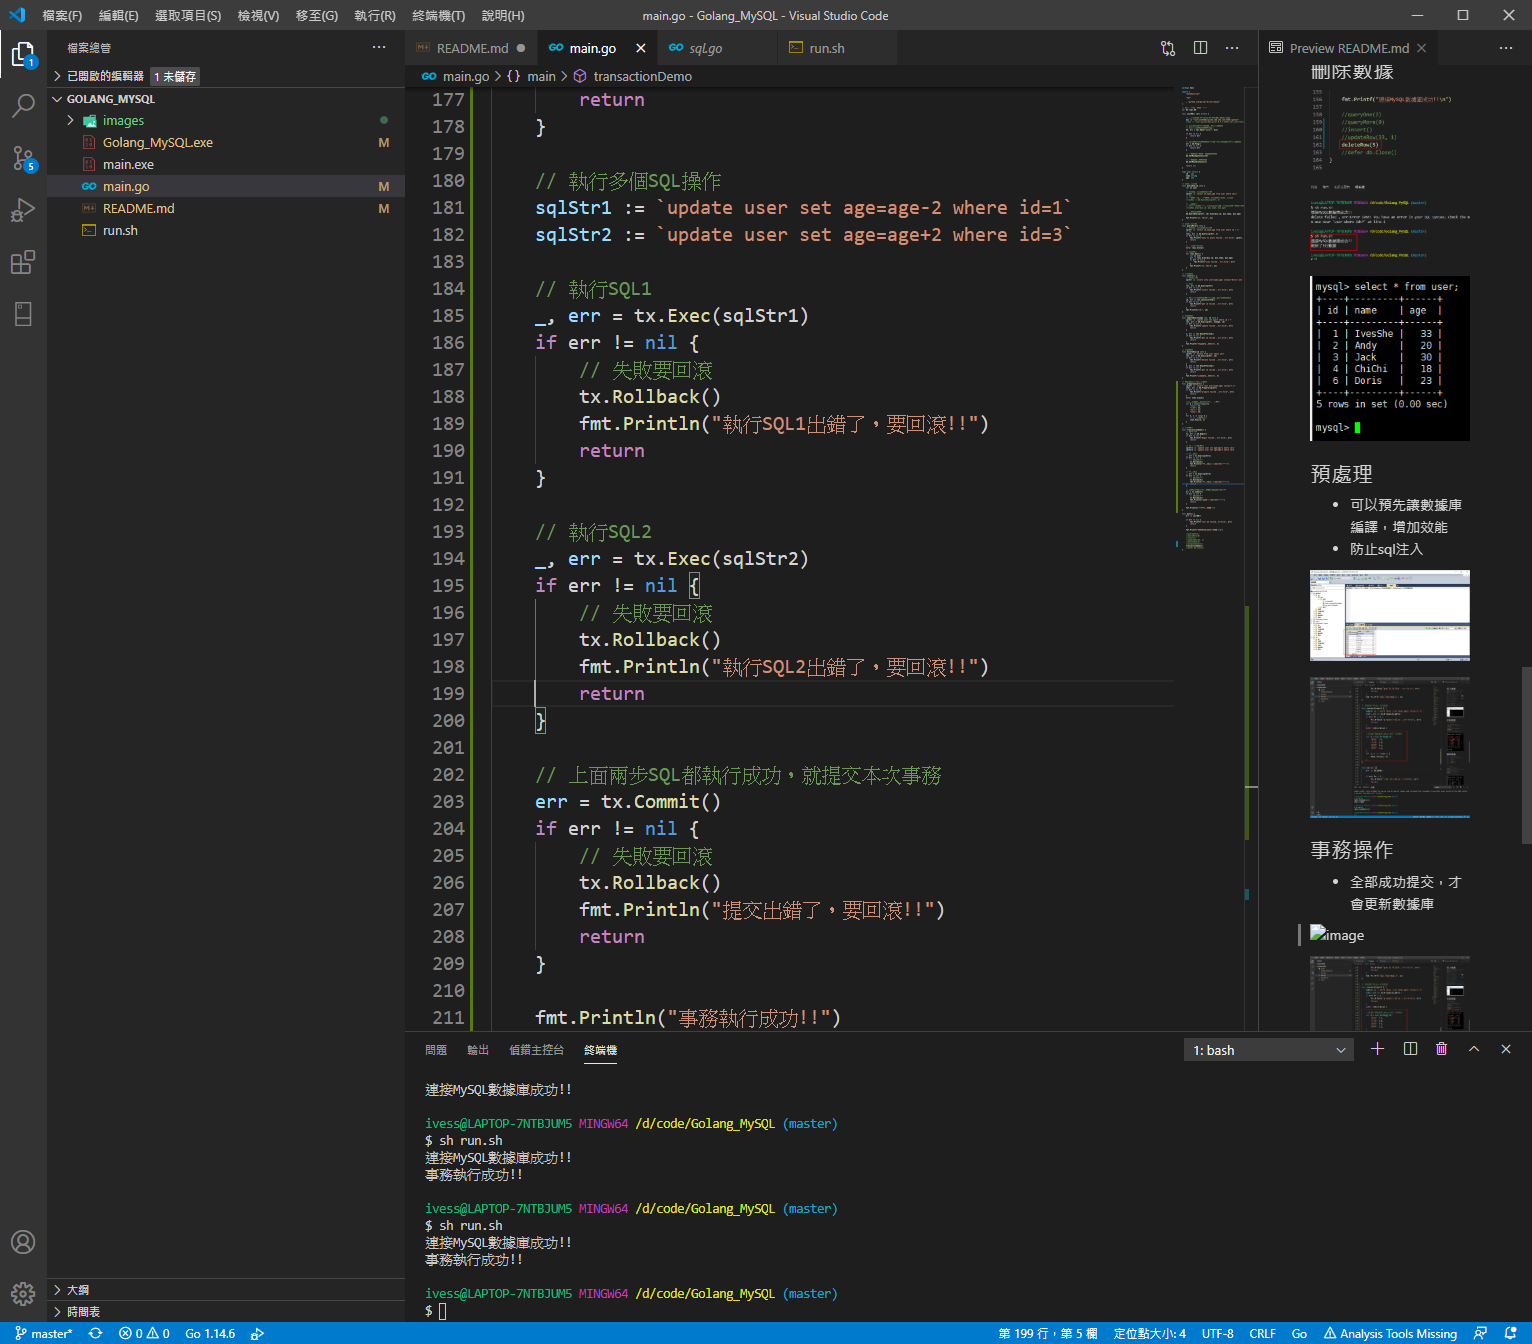 檔案(F) 編輯(E) 選取項目(S) 檢視(V) 移至(G) 執行(R) 終端機(T) 說明(H)
main.go - Golang_MySQL - Visual Studio Code
檔案總管
已開啟的編輯器 1 未儲存
GOLANG_MYSQL
images
Golang_MySQL.exe M
main.exe
main.go M
README.md M
run.sh
大綱
時間表
README.md
main.go
sql.go
run.sh
main.go > {} main > transactionDemo
177 return
178 }
179
180 // 執行多個SQL操作
181 sqlStr1 := `update user set age=age-2 where id=1`
182 sqlStr2 := `update user set age=age+2 where id=3`
183
184 // 執行SQL1
185 _, err = tx.Exec(sqlStr1)
186 if err != nil {
187 // 失敗要回滾
188 tx.Rollback()
189 fmt.Println("執行SQL1出錯了，要回滾!!")
190 return
191 }
192
193 // 執行SQL2
194 _, err = tx.Exec(sqlStr2)
195 if err != nil {
196 // 失敗要回滾
197 tx.Rollback()
198 fmt.Println("執行SQL2出錯了，要回滾!!")
199 return
200 }
201
202 // 上面兩步SQL都執行成功，就提交本次事務
203 err = tx.Commit()
204 if err != nil {
205 // 失敗要回滾
206 tx.Rollback()
207 fmt.Println("提交出錯了，要回滾!!")
208 return
209 }
210
211 fmt.Println("事務執行成功!!")
Preview README.md
刪除數據
//insert()
//updateRow(33, 1)
deleteRow(5)
//defer db.Close()
mysql> select * from user;
+----+---------+------+
| id | name | age |
+----+---------+------+
| 1 | IvesShe | 33 |
| 2 | Andy | 20 |
| 3 | Jack | 30 |
| 4 | ChiChi | 18 |
| 6 | Doris | 23 |
+----+---------+------+
5 rows in set (0.00 sec)
mysql>
預處理
• 可以預先讓數據庫
編譯，增加效能
• 防止sql注入
事務操作
• 全部成功提交，才
會更新數據庫
image
問題 輸出 偵錯主控台 終端機
1: bash
連接MySQL數據庫成功!!
ivess@LAPTOP-7NTBJUM5 MINGW64 /d/code/Golang_MySQL (master)
$ sh run.sh
連接MySQL數據庫成功!!
事務執行成功!!
ivess@LAPTOP-7NTBJUM5 MINGW64 /d/code/Golang_MySQL (master)
$ sh run.sh
連接MySQL數據庫成功!!
事務執行成功!!
ivess@LAPTOP-7NTBJUM5 MINGW64 /d/code/Golang_MySQL (master)
$
1
5
master* 0 0 Go 1.14.6
第 199 行，第 5 欄 定位點大小: 4 UTF-8 CRLF Go Analysis Tools Missing